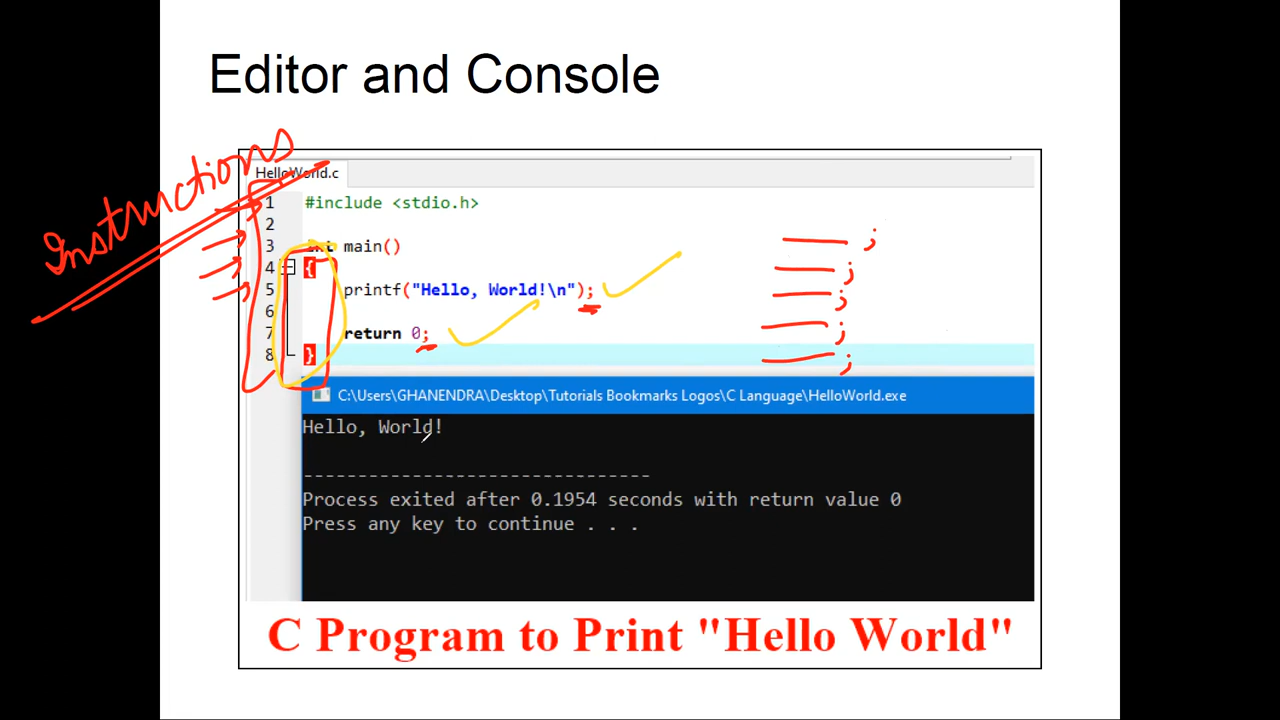 Editor and Console
Instructions
HelloWorld.c
1 #include <stdio.h>
2
3 int main()
4 {
5 printf("Hello, World!\n");
6
7 return 0;
8 }
;
;
;
;
;
C:\Users\GHANENDRA\Desktop\Tutorials Bookmarks Logos\C Language\HelloWorld.exe
Hello, World!
--------------------------------
Process exited after 0.1954 seconds with return value 0
Press any key to continue . . .
C Program to Print "Hello World"